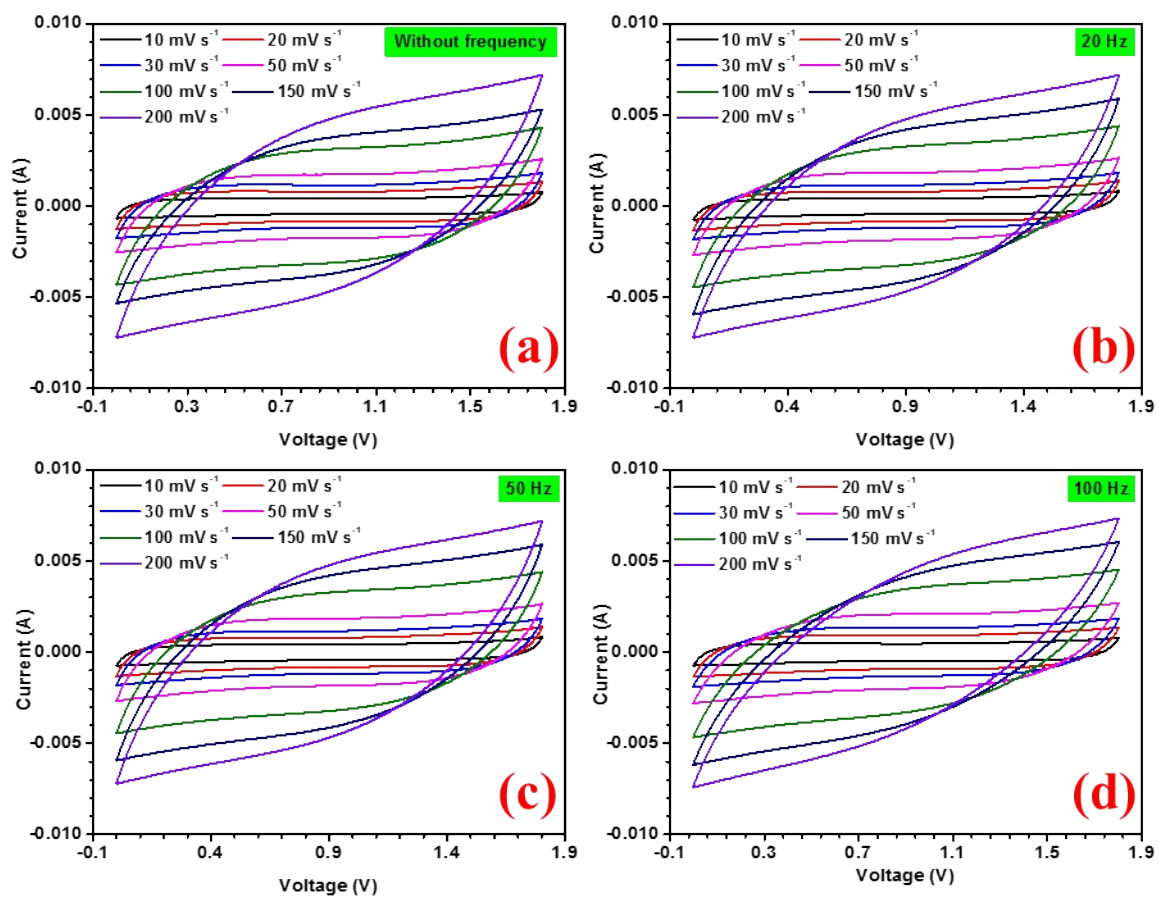 0.010
10 mV s⁻¹ 20 mV s⁻¹ Without frequency
30 mV s⁻¹ 50 mV s⁻¹
100 mV s⁻¹ 150 mV s⁻¹
200 mV s⁻¹
0.005
0.000
-0.005
-0.010
Current (A)
(a)
-0.1 0.3 0.7 1.1 1.5 1.9
Voltage (V)
0.010
10 mV s⁻¹ 20 mV s⁻¹ 20 Hz
30 mV s⁻¹ 50 mV s⁻¹
100 mV s⁻¹ 150 mV s⁻¹
200 mV s⁻¹
0.005
0.000
-0.005
-0.010
Current (A)
(b)
-0.1 0.4 0.9 1.4 1.9
Voltage (V)
0.010
10 mV s⁻¹ 20 mV s⁻¹ 50 Hz
30 mV s⁻¹ 50 mV s⁻¹
100 mV s⁻¹ 150 mV s⁻¹
200 mV s⁻¹
0.005
0.000
-0.005
-0.010
Current (A)
(c)
-0.1 0.4 0.9 1.4 1.9
Voltage (V)
0.010
10 mV s⁻¹ 20 mV s⁻¹ 100 Hz
30 mV s⁻¹ 50 mV s⁻¹
100 mV s⁻¹ 150 mV s⁻¹
200 mV s⁻¹
0.005
0.000
-0.005
-0.010
Current (A)
(d)
-0.1 0.3 0.7 1.1 1.5 1.9
Voltage (V)